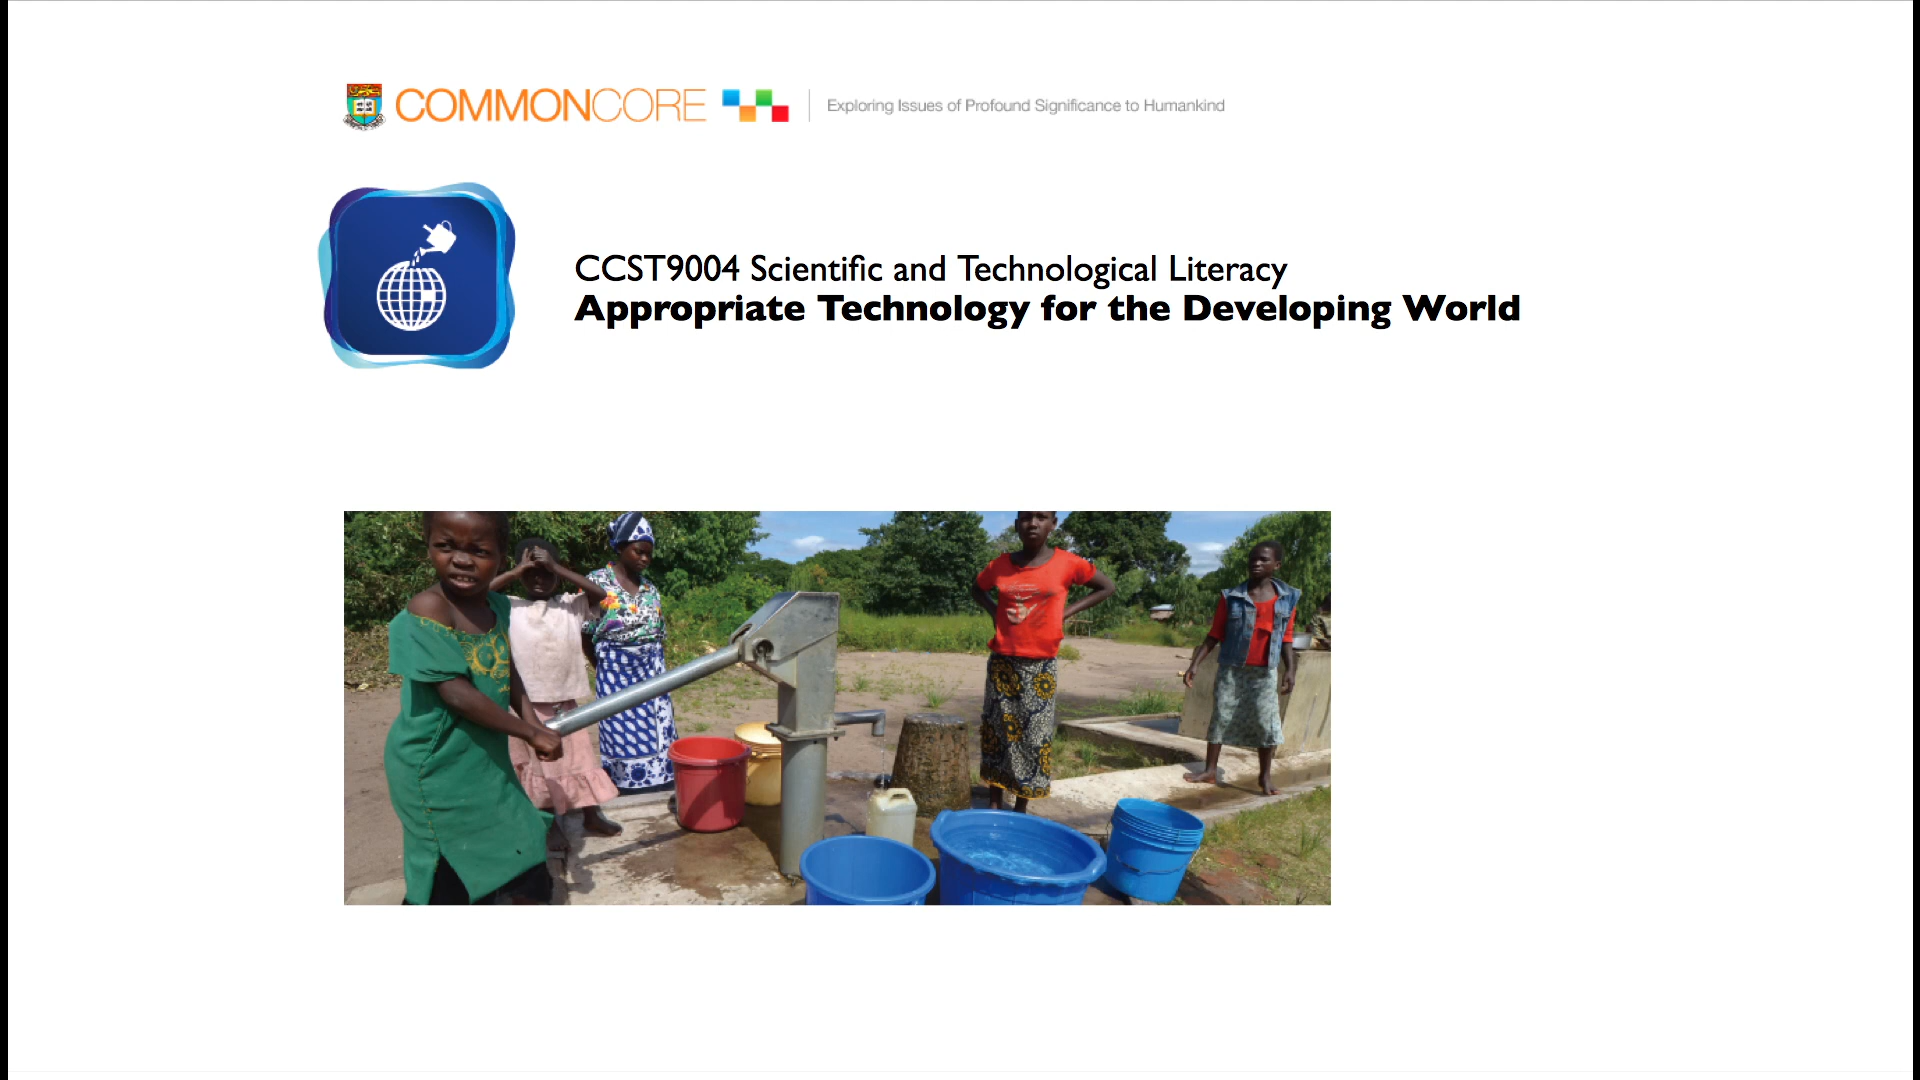 COMMONCORE
Exploring Issues of Profound Significance to Humankind
CCST9004 Scientific and Technological Literacy
Appropriate Technology for the Developing World